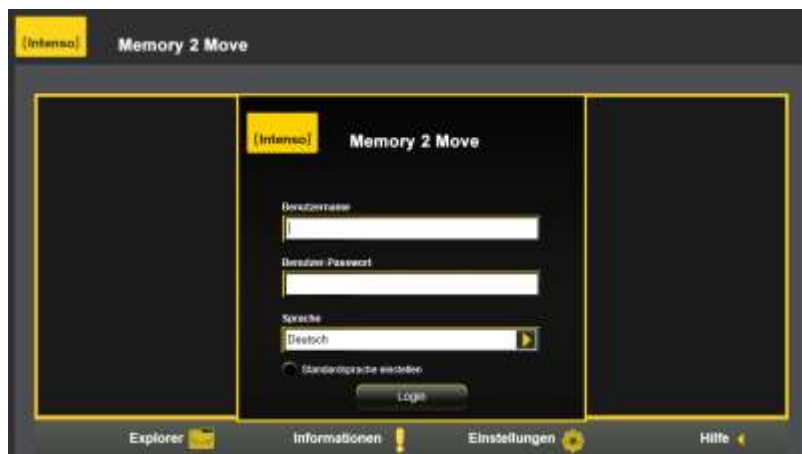 (Intenso)
Memory 2 Move
(Intenso)
Memory 2 Move
Benutzername
Benutzer-Passwort
Sprache
Deutsch
Standardsprache einstellen
Login
Explorer
Informationen
Einstellungen
Hilfe